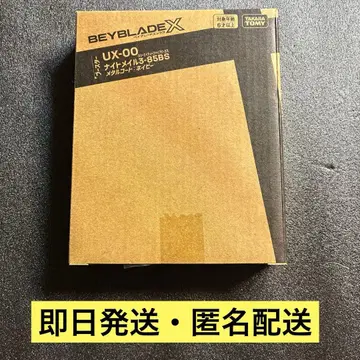 BEYBLADE X
対象年齢
6才以上
TAKARA
TOMY
UX-00
ナイトメイル3-85BS
メタルコート:ネイビー
即日発送・匿名配送